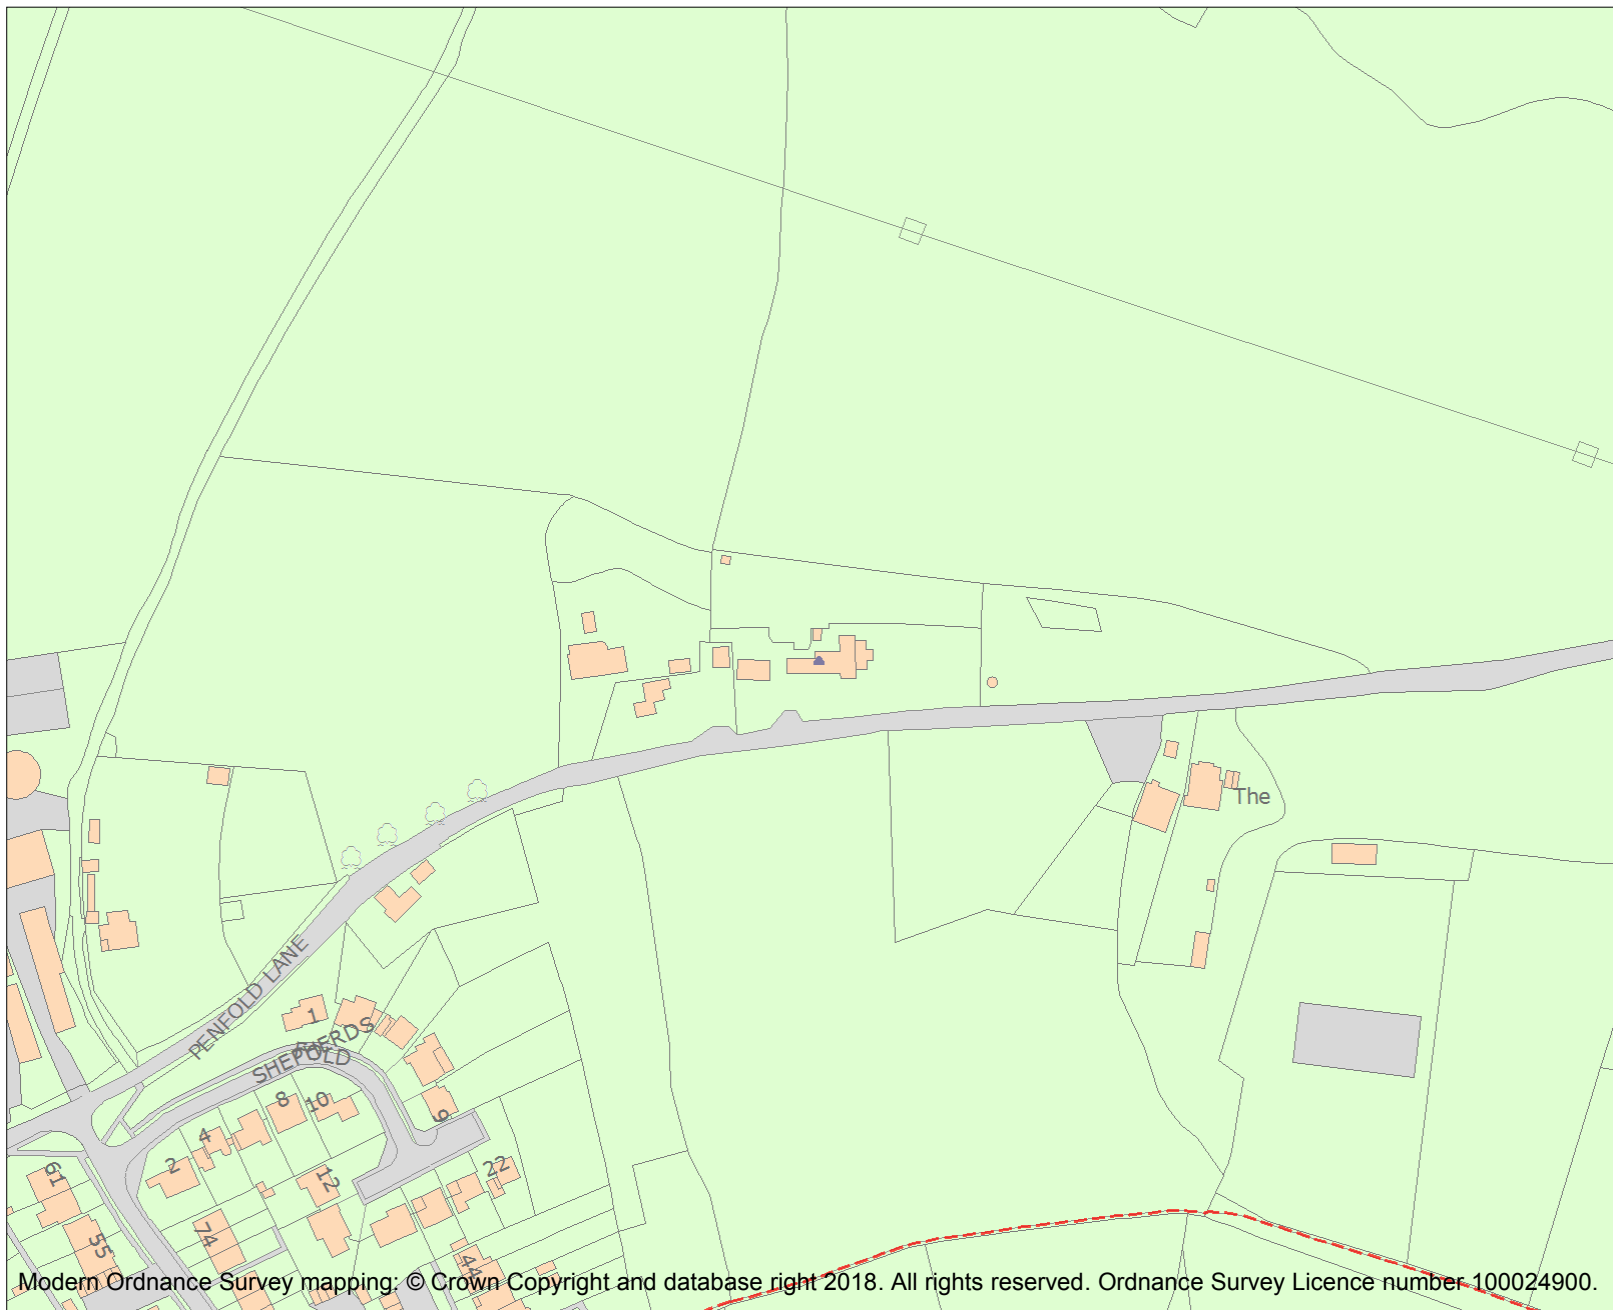 The
PENFOLD LANE
1
SHEPHERDS
FOLD
8
10
9
4
2
12
22
61
74
55
44
Modern Ordnance Survey mapping: © Crown Copyright and database right 2018. All rights reserved. Ordnance Survey Licence number 100024900.